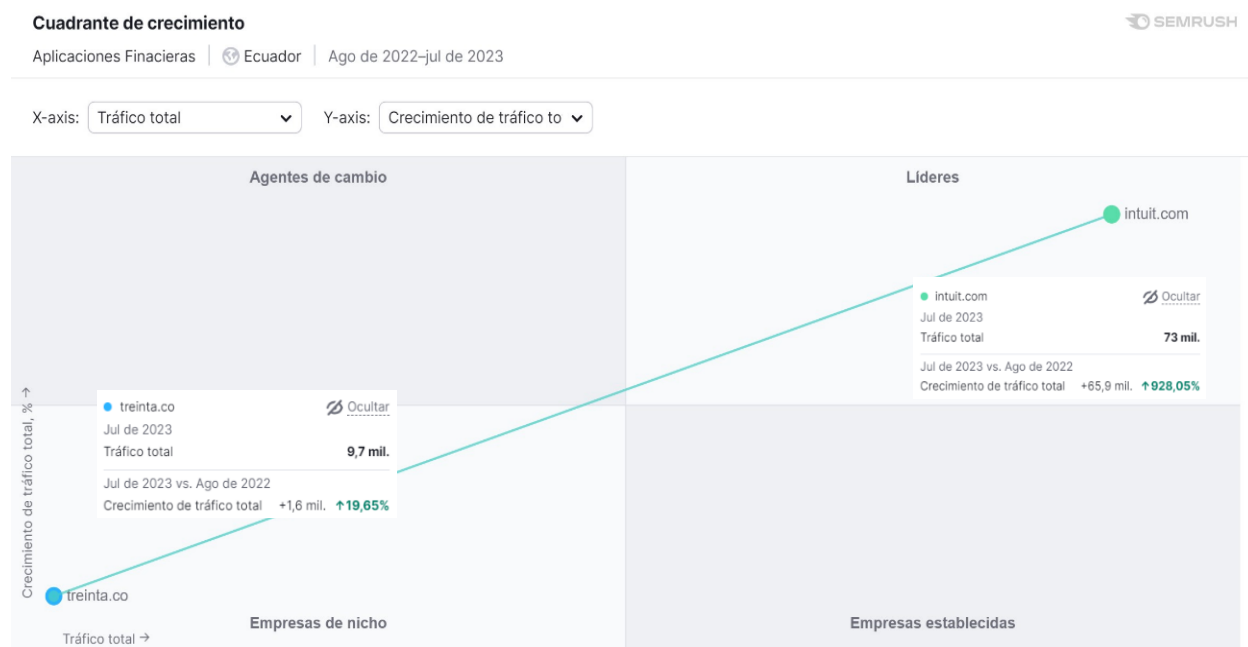 Cuadrante de crecimiento
SEMRUSH
Aplicaciones Finacieras Ecuador Ago de 2022–jul de 2023
X-axis: Tráfico total Y-axis: Crecimiento de tráfico to
Agentes de cambio
Líderes
intuit.com
intuit.com Ocultar
Jul de 2023
Tráfico total 73 mil.
Jul de 2023 vs. Ago de 2022
Crecimiento de tráfico total +65,9 mil. ↑928,05%
treinta.co Ocultar
Jul de 2023
Tráfico total 9,7 mil.
Jul de 2023 vs. Ago de 2022
Crecimiento de tráfico total +1,6 mil. ↑19,65%
Crecimiento de tráfico total, % →
treinta.co
Empresas de nicho
Empresas establecidas
Tráfico total →